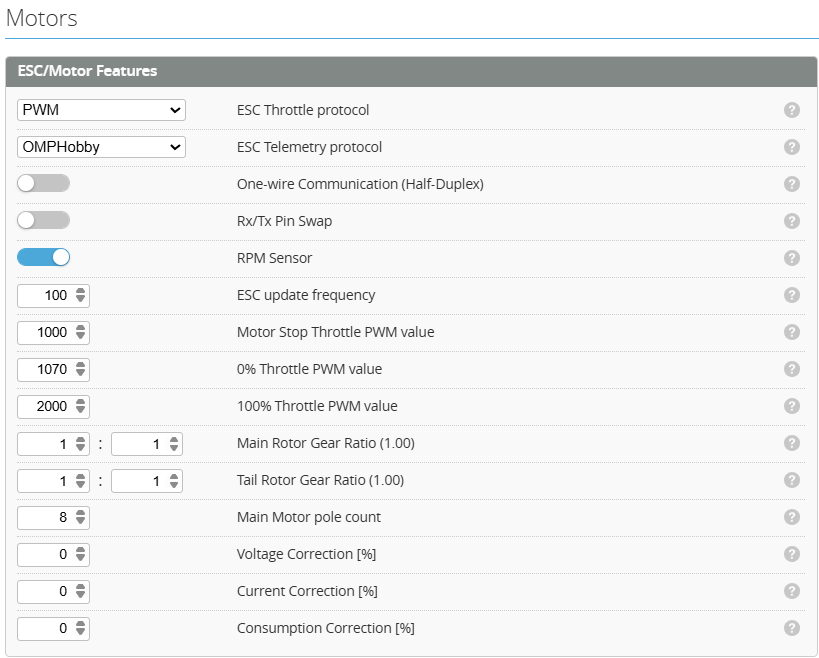 Motors
ESC/Motor Features
PWM ESC Throttle protocol ?
OMPHobby ESC Telemetry protocol ?
One-wire Communication (Half-Duplex) ?
Rx/Tx Pin Swap ?
RPM Sensor ?
100 ESC update frequency ?
1000 Motor Stop Throttle PWM value ?
1070 0% Throttle PWM value ?
2000 100% Throttle PWM value ?
1 : 1 Main Rotor Gear Ratio (1.00) ?
1 : 1 Tail Rotor Gear Ratio (1.00) ?
8 Main Motor pole count ?
0 Voltage Correction [%] ?
0 Current Correction [%] ?
0 Consumption Correction [%] ?